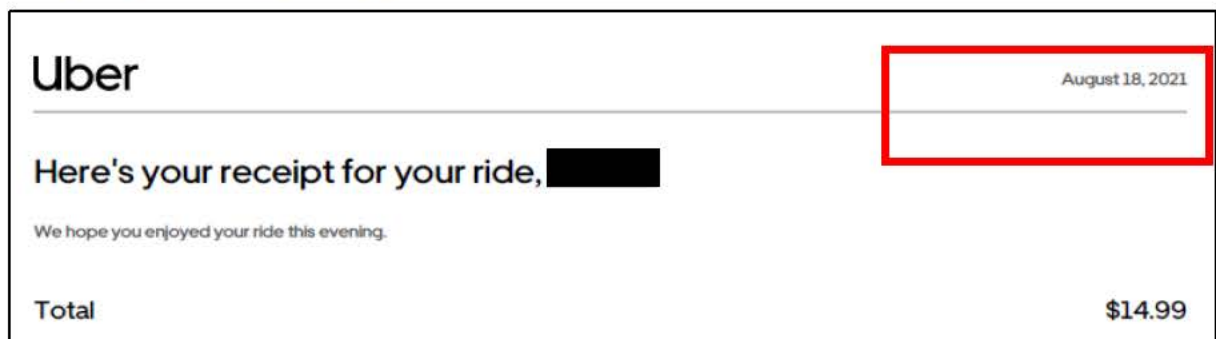 Uber
August 18, 2021
Here's your receipt for your ride,
We hope you enjoyed your ride this evening.
Total $14.99